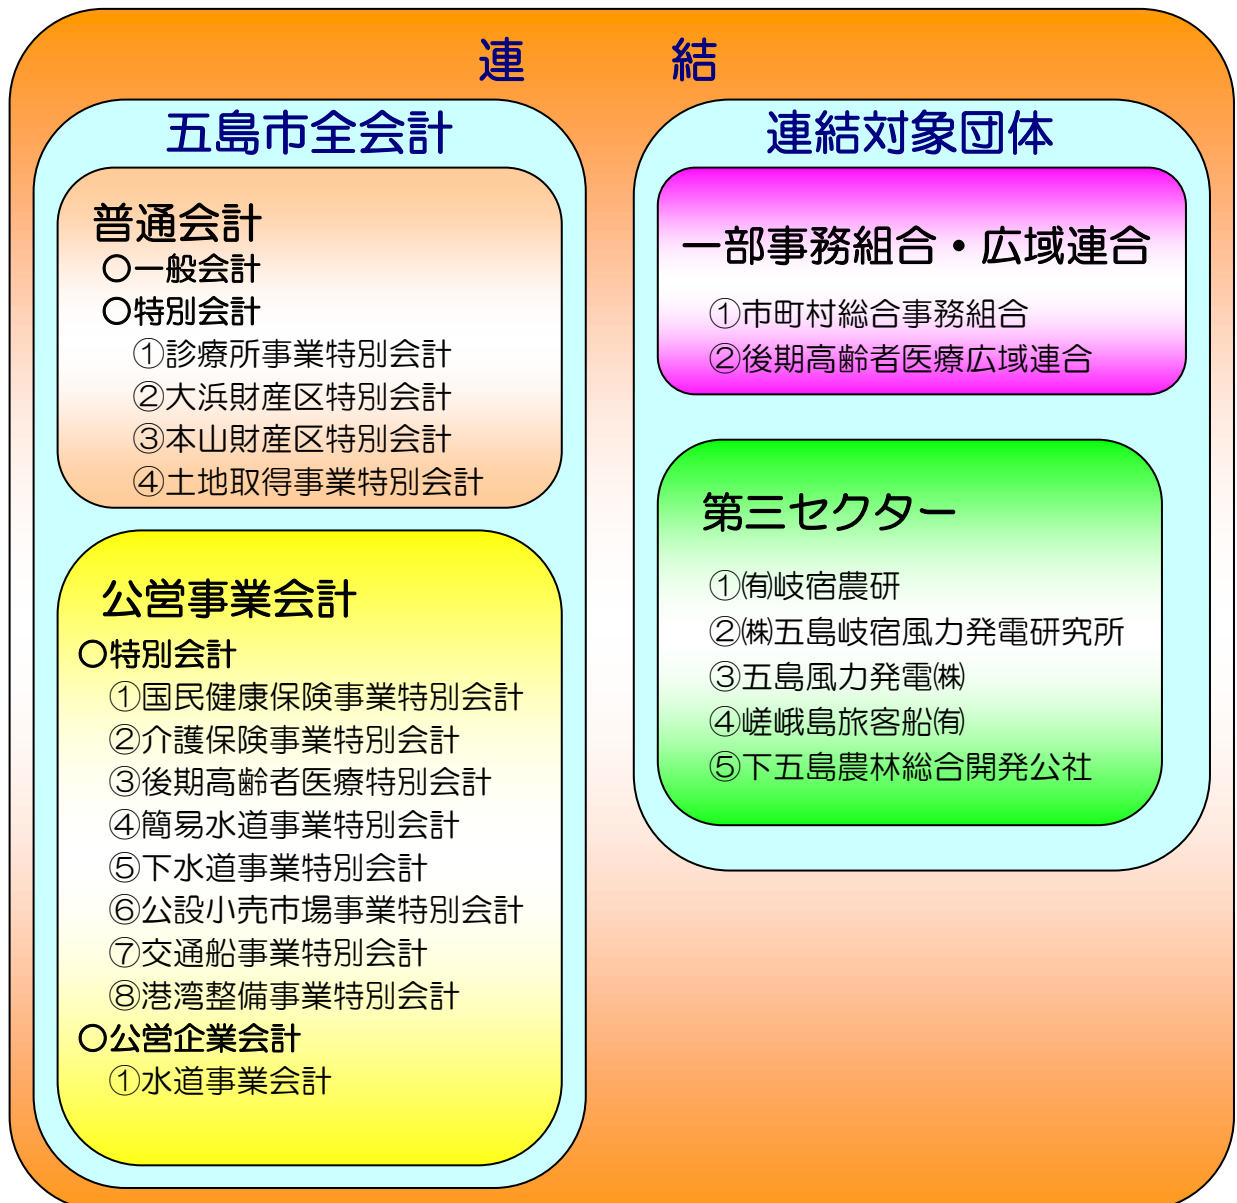 連　　　結
五島市全会計
普通会計
○一般会計
○特別会計
①診療所事業特別会計
②大浜財産区特別会計
③本山財産区特別会計
④土地取得事業特別会計
公営事業会計
○特別会計
①国民健康保険事業特別会計
②介護保険事業特別会計
③後期高齢者医療特別会計
④簡易水道事業特別会計
⑤下水道事業特別会計
⑥公設小売市場事業特別会計
⑦交通船事業特別会計
⑧港湾整備事業特別会計
○公営企業会計
①水道事業会計
連結対象団体
一部事務組合・広域連合
①市町村総合事務組合
②後期高齢者医療広域連合
第三セクター
①㈲岐宿農研
②㈱五島岐宿風力発電研究所
③五島風力発電㈱
④嵯峨島旅客船㈲
⑤下五島農林総合開発公社